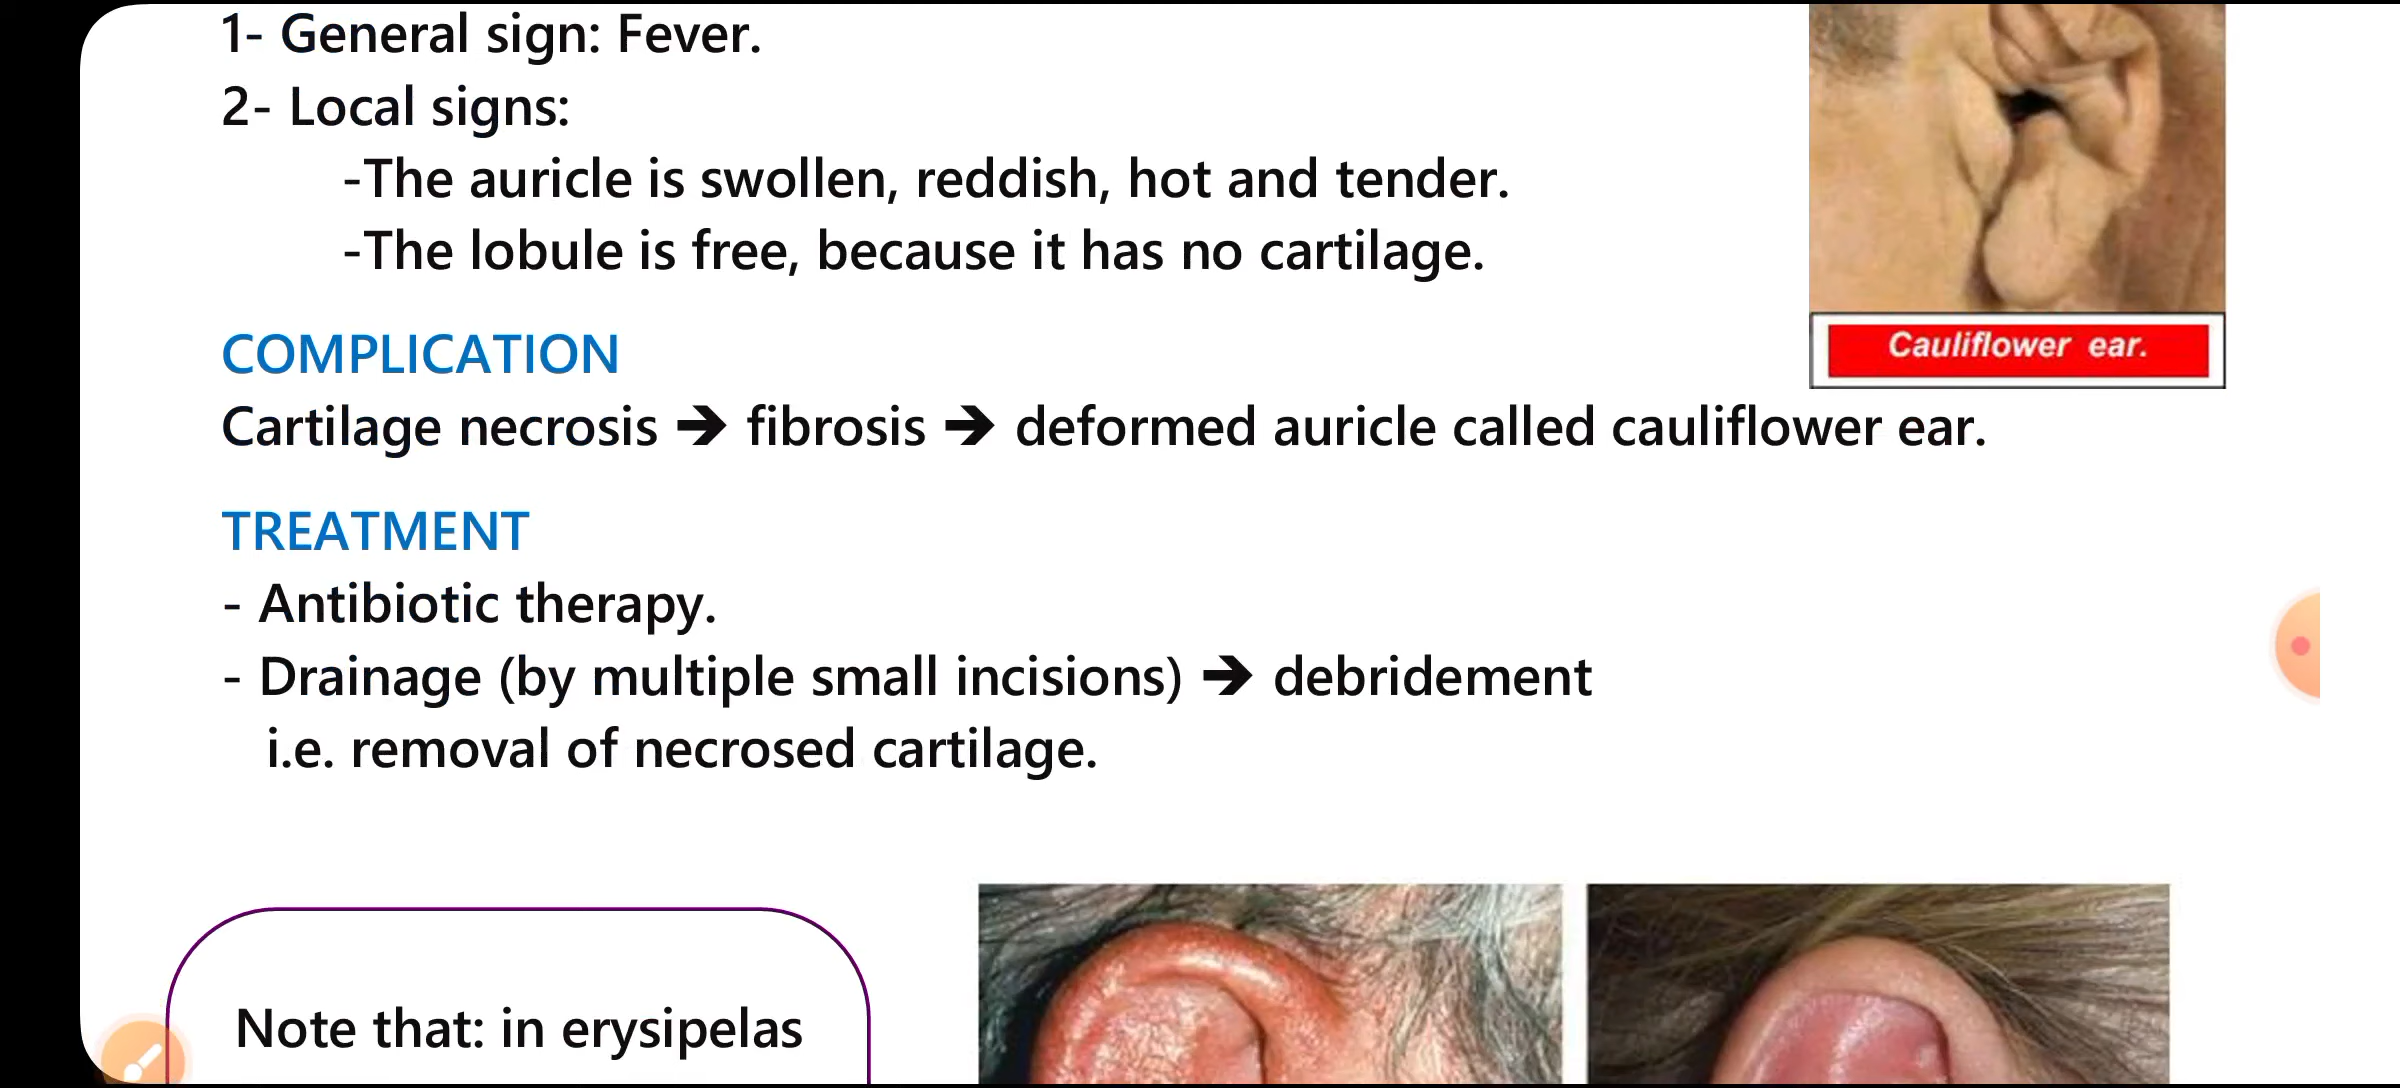 1- General sign: Fever.
2- Local signs:
-The auricle is swollen, reddish, hot and tender.
-The lobule is free, because it has no cartilage.
Cauliflower ear.
COMPLICATION
Cartilage necrosis ➔ fibrosis ➔ deformed auricle called cauliflower ear.
TREATMENT
- Antibiotic therapy.
- Drainage (by multiple small incisions) ➔ debridement
i.e. removal of necrosed cartilage.
Note that: in erysipelas